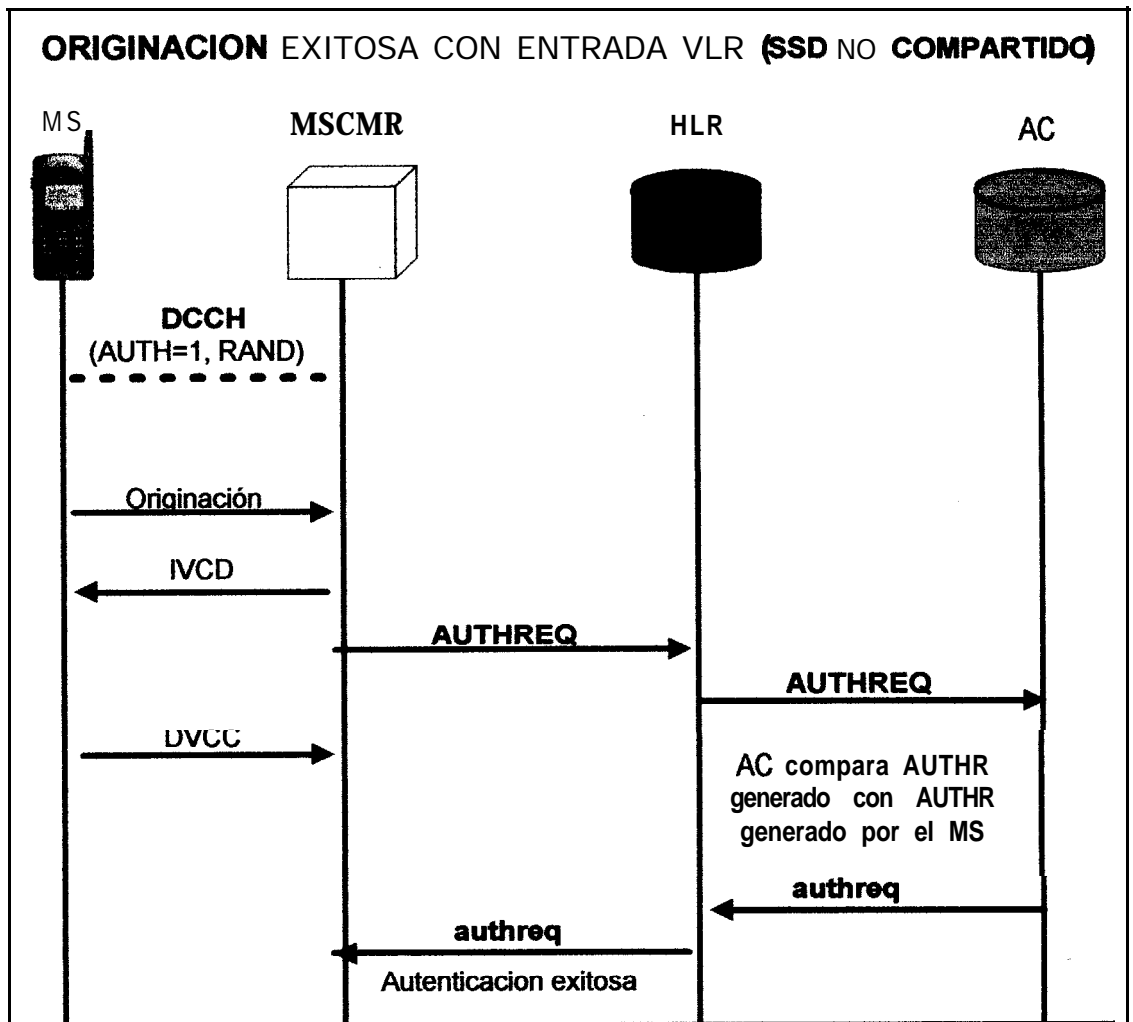 ORIGINACION EXITOSA CON ENTRADA VLR (SSD NO COMPARTIDO)
MS
MSCMR
HLR
AC
DCCH
(AUTH=1, RAND)
Originación
IVCD
AUTHREQ
AUTHREQ
DVCC
AC compara AUTHR
generado con AUTHR
generado por el MS
authreq
authreq
Autenticacion exitosa